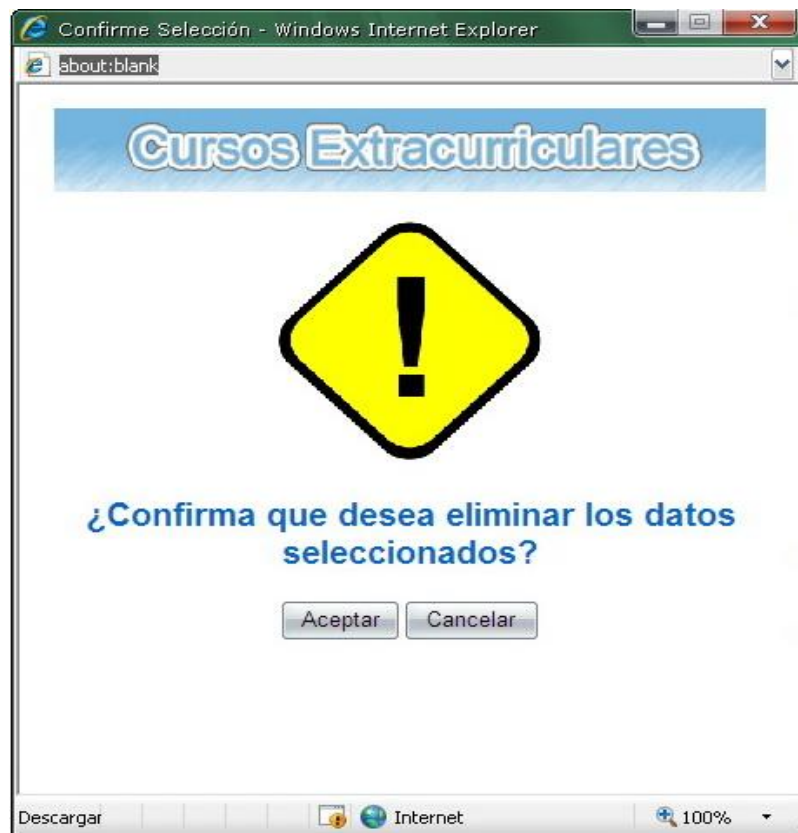 Confirme Selección - Windows Internet Explorer
about:blank
Cursos Extracurriculares
!
¿Confirma que desea eliminar los datos
seleccionados?
Aceptar Cancelar
Descargar Internet 100%